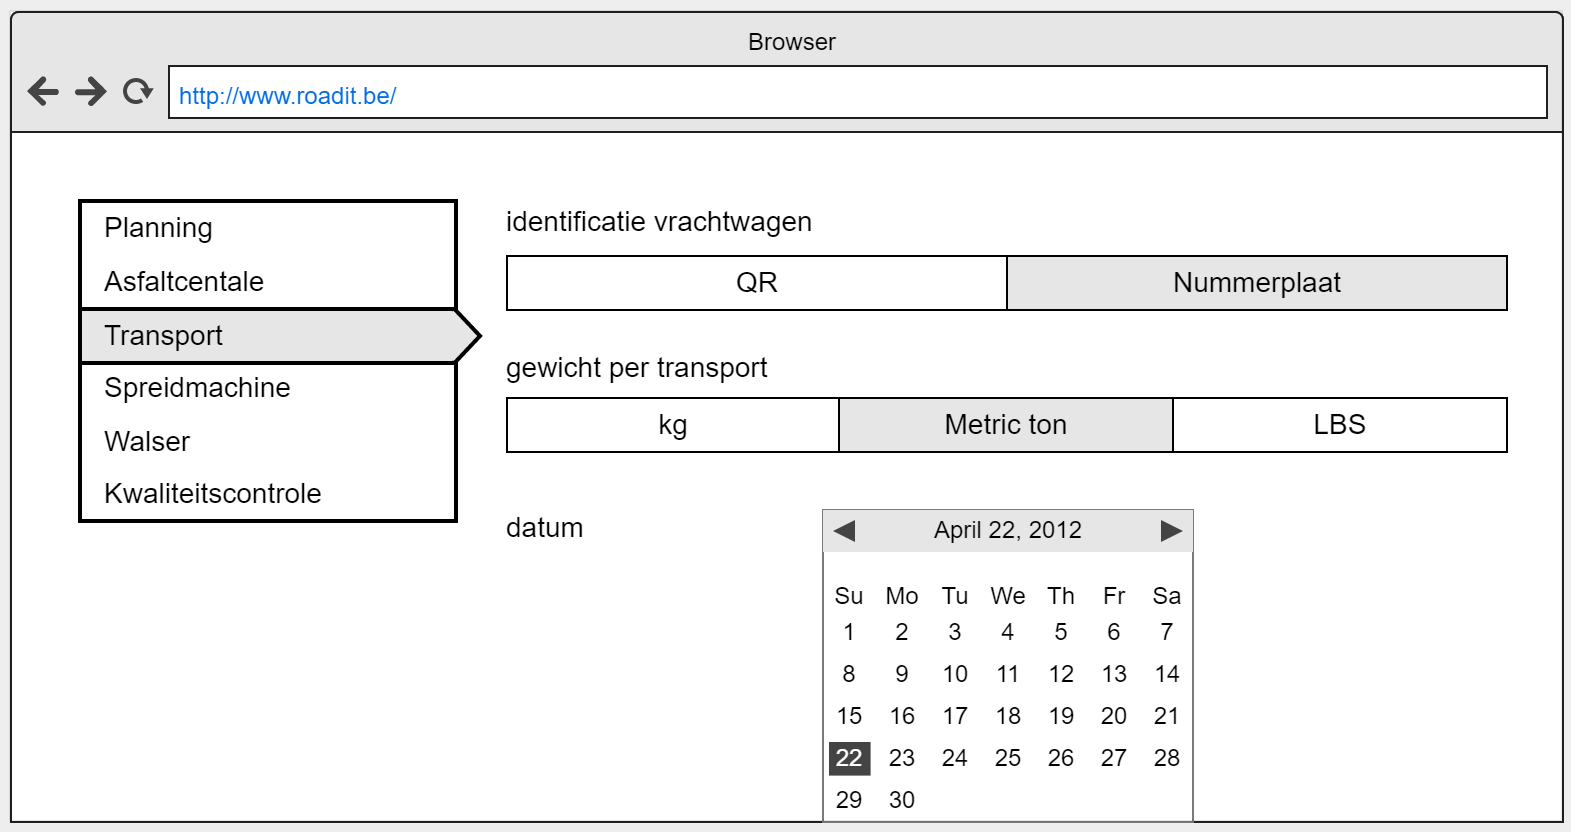 Browser
http://www.roadit.be/
Planning
Asfaltcentale
Transport
Spreidmachine
Walser
Kwaliteitscontrole
identificatie vrachtwagen
QR Nummerplaat
gewicht per transport
kg Metric ton LBS
datum
April 22, 2012
Su Mo Tu We Th Fr Sa
1 2 3 4 5 6 7
8 9 10 11 12 13 14
15 16 17 18 19 20 21
22 23 24 25 26 27 28
29 30